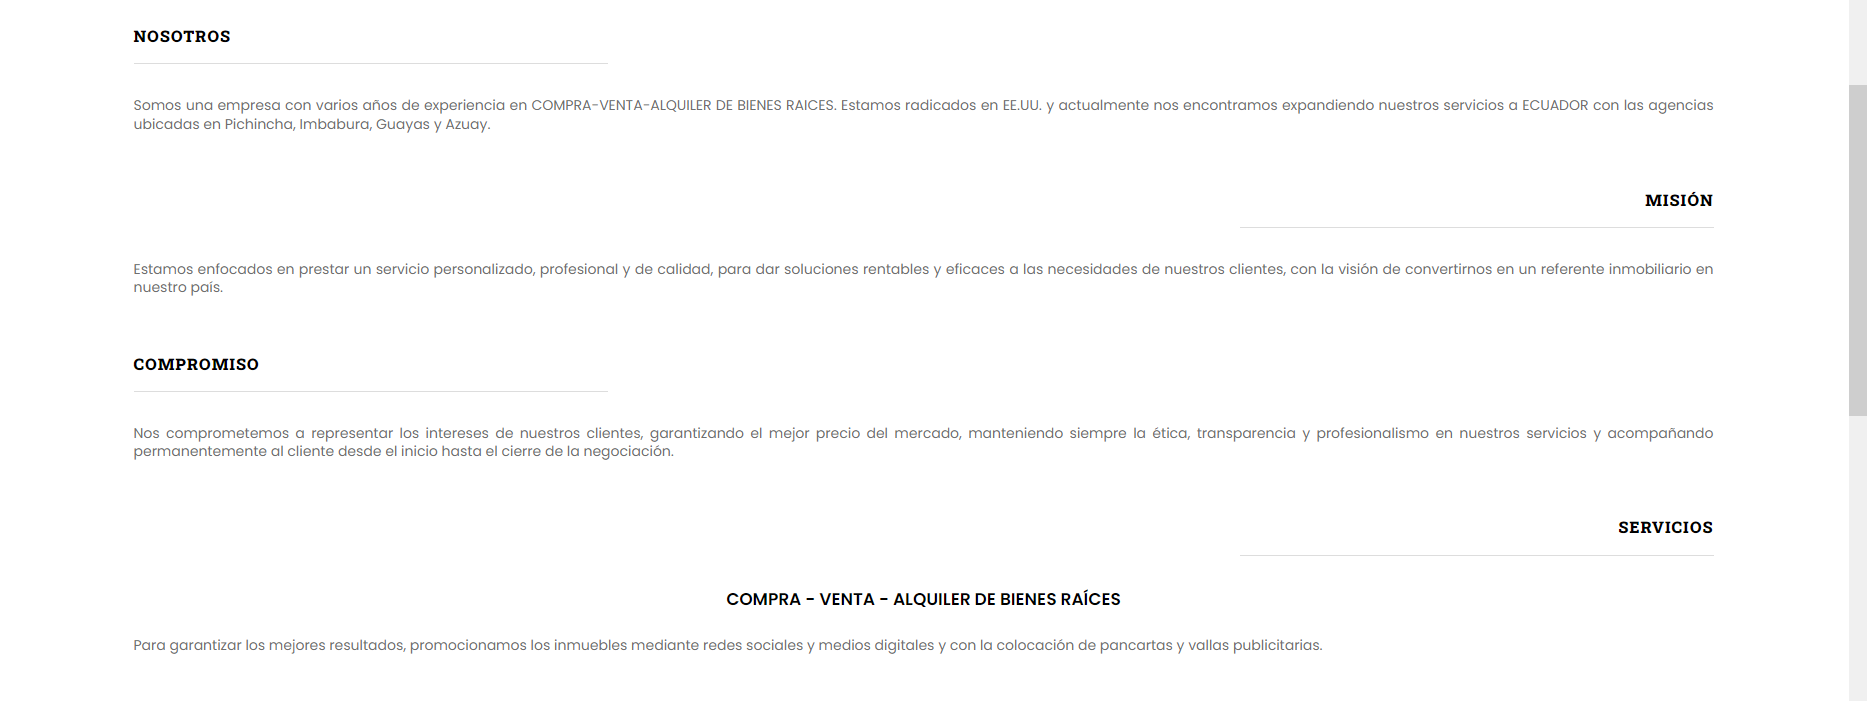 NOSOTROS
Somos una empresa con varios años de experiencia en COMPRA-VENTA-ALQUILER DE BIENES RAICES. Estamos radicados en EE.UU. y actualmente nos encontramos expandiendo nuestros servicios a ECUADOR con las agencias
ubicadas en Pichincha, Imbabura, Guayas y Azuay.
MISIÓN
Estamos enfocados en prestar un servicio personalizado, profesional y de calidad, para dar soluciones rentables y eficaces a las necesidades de nuestros clientes, con la visión de convertirnos en un referente inmobiliario en
nuestro país.
COMPROMISO
Nos comprometemos a representar los intereses de nuestros clientes, garantizando el mejor precio del mercado, manteniendo siempre la ética, transparencia y profesionalismo en nuestros servicios y acompañando
permanentemente al cliente desde el inicio hasta el cierre de la negociación.
SERVICIOS
COMPRA - VENTA - ALQUILER DE BIENES RAÍCES
Para garantizar los mejores resultados, promocionamos los inmuebles mediante redes sociales y medios digitales y con la colocación de pancartas y vallas publicitarias.